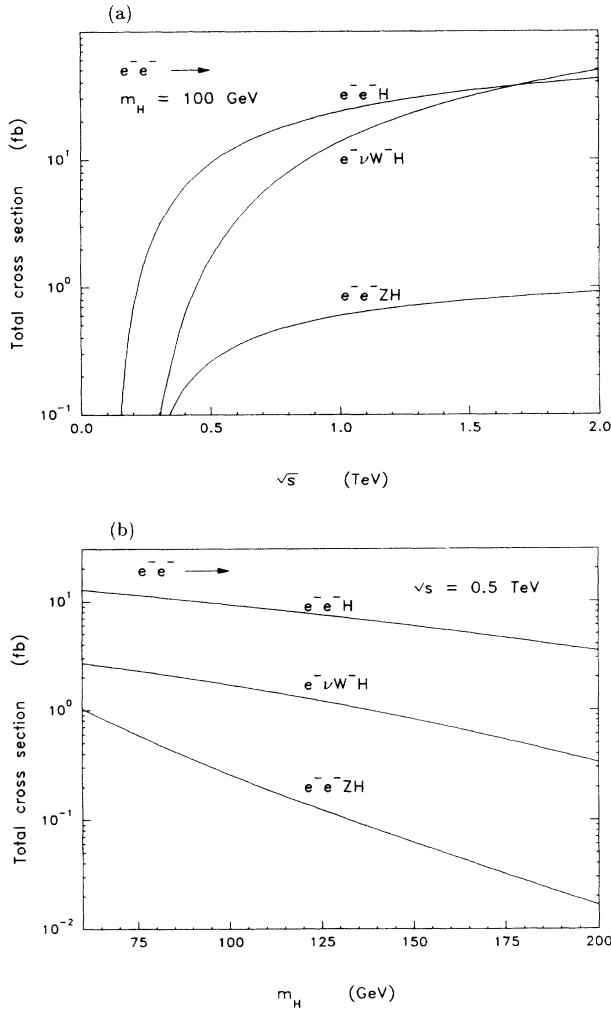 (a)
e⁻e⁻ ⟶
m_H = 100 GeV
e⁻e⁻H
e⁻νW⁻H
e⁻e⁻ZH
Total cross section (fb)
10¹
10⁰
10⁻¹
0.0 0.5 1.0 1.5 2.0
√s (TeV)
(b)
e⁻e⁻ ⟶
√s = 0.5 TeV
e⁻e⁻H
e⁻νW⁻H
e⁻e⁻ZH
Total cross section (fb)
10¹
10⁰
10⁻¹
10⁻²
75 100 125 150 175 200
m_H (GeV)